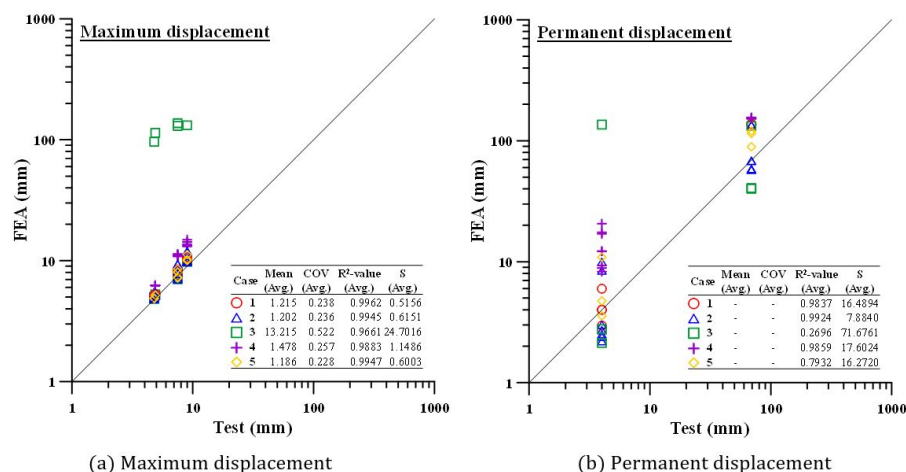 Maximum displacement
1000
100
10
1
FEA (mm)
Case Mean (Avg.) COV (Avg.) R²-value (Avg.) S (Avg.)
1 1.215 0.238 0.9962 0.5156
2 1.202 0.236 0.9945 0.6151
3 13.215 0.522 0.9661 24.7016
4 1.478 0.257 0.9883 1.1486
5 1.186 0.228 0.9947 0.6003
1 10 100 1000
Test (mm)
(a) Maximum displacement
Permanent displacement
1000
100
10
1
FEA (mm)
Case Mean (Avg.) COV (Avg.) R²-value (Avg.) S (Avg.)
1 - - 0.9837 16.4894
2 - - 0.9924 7.8840
3 - - 0.2696 71.6761
4 - - 0.9859 17.6024
5 - - 0.7932 16.2720
1 10 100 1000
Test (mm)
(b) Permanent displacement